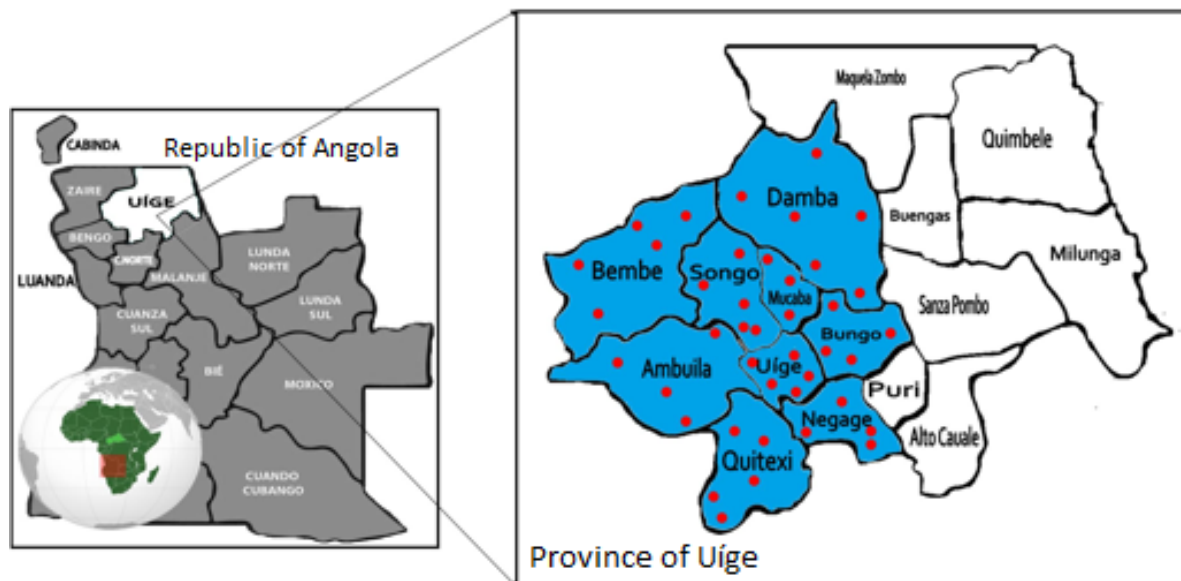 Republic of Angola
CABINDA
ZAIRE
UÍGE
BENGO
C.NORTE
LUANDA
MALANJE
LUNDA
NORTE
CUANZA
SUL
LUNDA
SUL
BIÉ
MOXICO
CUANDO
CUBANGO
Maquela Zombo
Quimbele
Damba
Buengas
Milunga
Bembe
Songo
Mucaba
Sanza Pombo
Bungo
Ambuila
Uíge
Puri
Negage
Alto Cauale
Quitexi
Province of Uíge